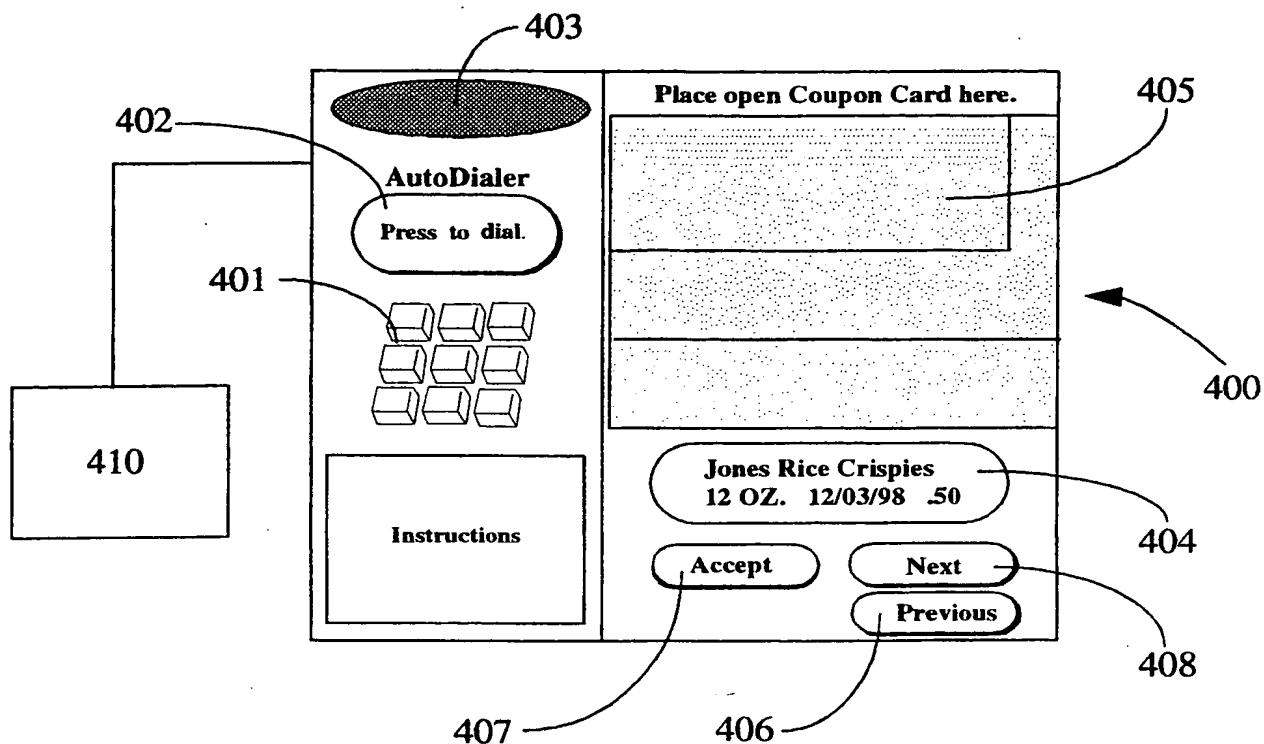 403
Place open Coupon Card here.
405
402
AutoDialer
Press to dial.
401
400
410
Jones Rice Crispies
12 OZ. 12/03/98 .50
404
Instructions
Accept
Next
Previous
408
407
406